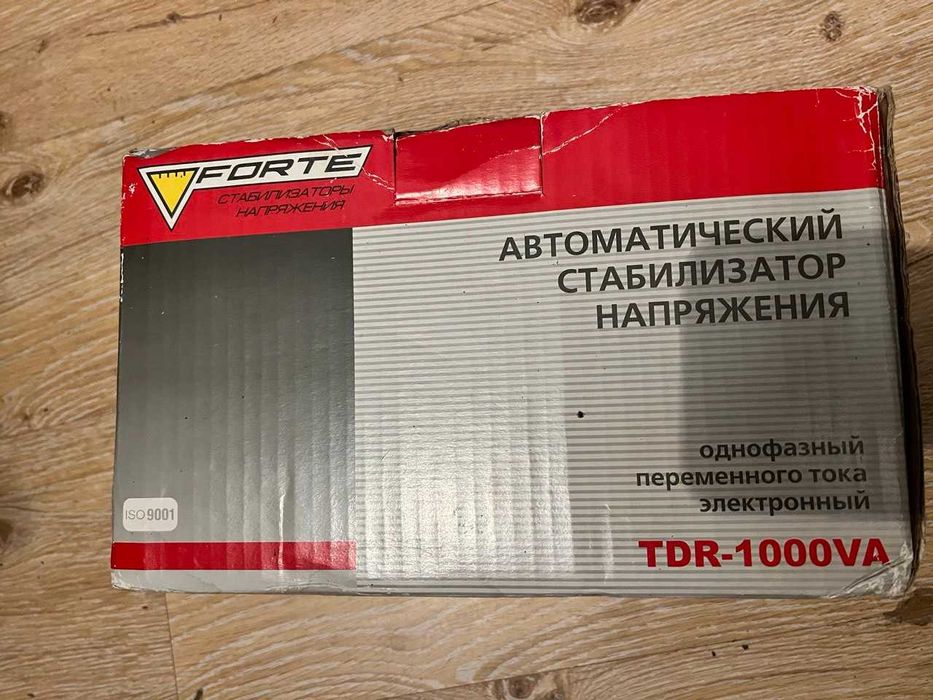 FORTE
СТАБИЛИЗАТОРЫ
НАПРЯЖЕНИЯ
АВТОМАТИЧЕСКИЙ
СТАБИЛИЗАТОР
НАПРЯЖЕНИЯ
однофазный
переменного тока
электронный
ISO 9001
TDR-1000VA